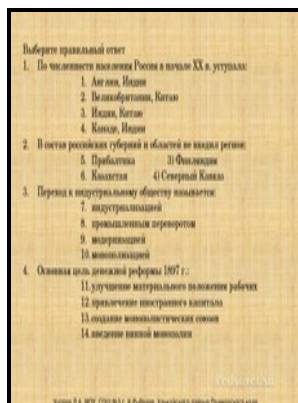 Выберите правильный ответ
1. По численности населения Россия в начале XX в. уступала:
1. Англии, Индии
2. Великобритании, Китаю
3. Индии, Китаю
4. Канаде, Индии
2. В состав российских губерний и областей не входил регион:
5. Прибалтика 3) Финляндия
6. Казахстан 4) Северный Кавказ
3. Переход к индустриальному обществу называется:
7. индустриализацией
8. промышленным переворотом
9. модернизацией
10. монополизацией
4. Основная цель денежной реформы 1897 г.:
11. улучшение материального положения рабочих
12. привлечение иностранного капитала
13. создание монополистических союзов
14. введение винной монополии